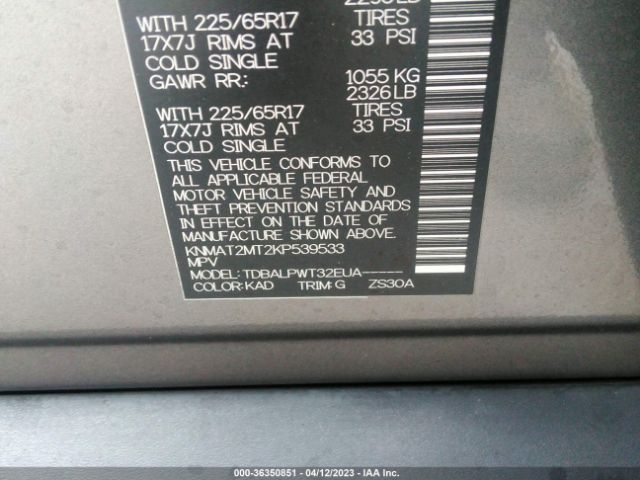 WITH 225/65R17 TIRES
17X7J RIMS AT 33 PSI
COLD SINGLE
GAWR RR: 1055 KG
2326LB
WITH 225/65R17 TIRES
17X7J RIMS AT 33 PSI
COLD SINGLE
THIS VEHICLE CONFORMS TO
ALL APPLICABLE FEDERAL
MOTOR VEHICLE SAFETY AND
THEFT PREVENTION STANDARDS
IN EFFECT ON THE DATE OF
MANUFACTURE SHOWN ABOVE.
KNMAT2MT2KP539533
MPV
MODEL: TDBALPWT32EUA-----
COLOR:KAD TRIM:G ZS30A
000-36350851 - 04/12/2023 - IAA Inc.